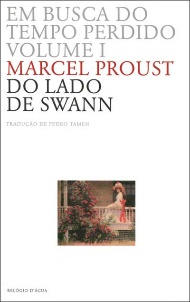 EM BUSCA DO
TEMPO PERDIDO
VOLUME I
MARCEL PROUST
DO LADO
DE SWANN
TRADUÇÃO DE PEDRO TAMEN
RELÓGIO D'ÁGUA